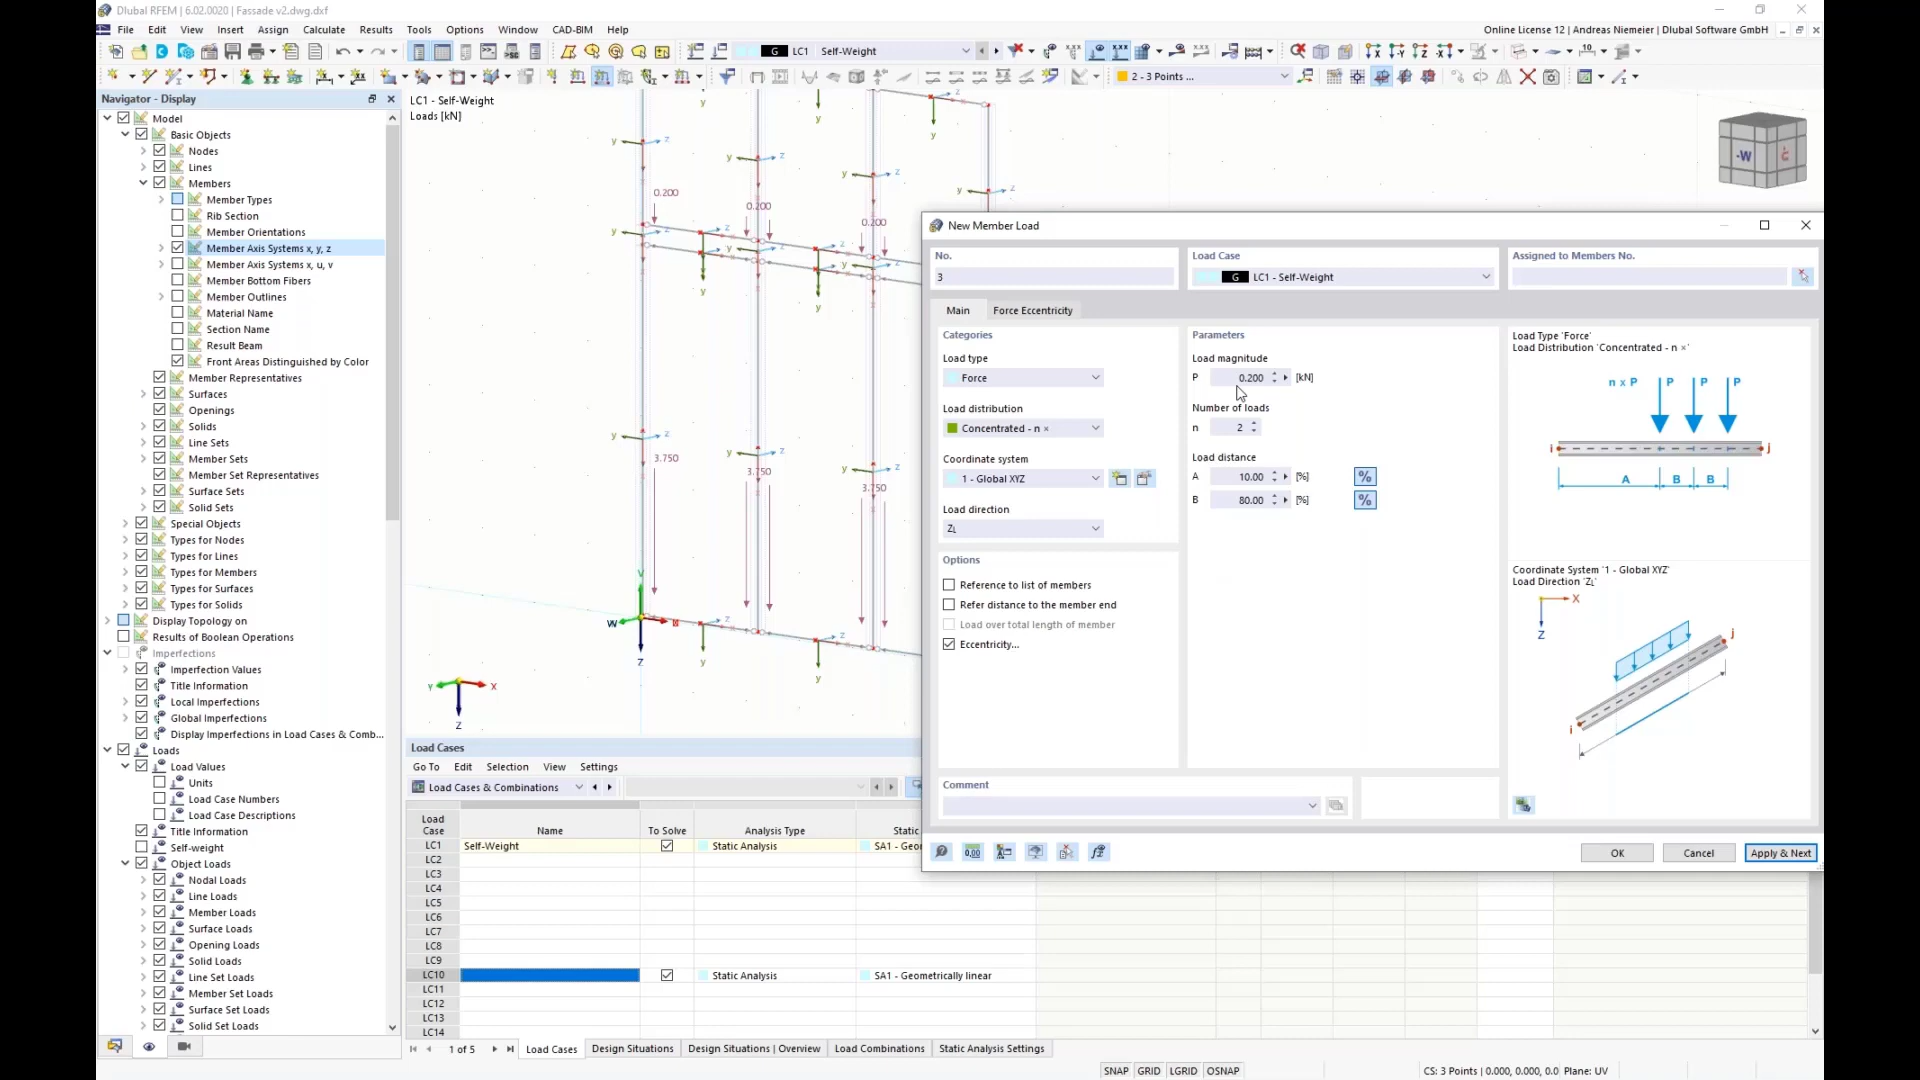 Dlubal RFEM | 6.02.0020 | Fassade v2.dwg.dxf
File Edit View Insert Assign Calculate Results Tools Options Window CAD-BIM Help
Online License 12 | Andreas Niemeier | Dlubal Software GmbH
G LC1 Self-Weight
2 - 3 Points ...
Navigator - Display
Model
Basic Objects
Nodes
Lines
Members
Member Types
Rib Section
Member Orientations
Member Axis Systems x, y, z
Member Axis Systems x, u, v
Member Bottom Fibers
Member Outlines
Material Name
Section Name
Result Beam
Front Areas Distinguished by Color
Member Representatives
Surfaces
Openings
Solids
Line Sets
Member Sets
Member Set Representatives
Surface Sets
Solid Sets
Special Objects
Types for Nodes
Types for Lines
Types for Members
Types for Surfaces
Types for Solids
Display Topology on
Results of Boolean Operations
Imperfections
Imperfection Values
Title Information
Local Imperfections
Global Imperfections
Display Imperfections in Load Cases & Comb...
Loads
Load Values
Units
Load Case Numbers
Load Case Descriptions
Title Information
Self-weight
Object Loads
Nodal Loads
Line Loads
Member Loads
Surface Loads
Opening Loads
Solid Loads
Line Set Loads
Member Set Loads
Surface Set Loads
Solid Set Loads
LC1 - Self-Weight
Loads [kN]
0.200
0.200
0.200
3.750
3.750
3.750
-W
New Member Load
No.
3
Load Case
G LC1 - Self-Weight
Assigned to Members No.
Main Force Eccentricity
Categories
Load type
Force
Load distribution
Concentrated - n ×
Coordinate system
1 - Global XYZ
Load direction
ZL
Options
Reference to list of members
Refer distance to the member end
Load over total length of member
Eccentricity...
Parameters
Load magnitude
P 0.200 [kN]
Number of loads
n 2
Load distance
A 10.00 [%]
B 80.00 [%]
Load Type 'Force'
Load Distribution 'Concentrated - n ×'
n x P P P P
i j
A B B
Coordinate System '1 - Global XYZ'
Load Direction 'ZL'
X
Z
j
i
Comment
OK Cancel Apply & Next
Load Cases
Go To Edit Selection View Settings
Load Cases & Combinations
Load Case Name To Solve Analysis Type Static
LC1 Self-Weight Static Analysis SA1 - Geo
LC2
LC3
LC4
LC5
LC6
LC7
LC8
LC9
LC10 Static Analysis SA1 - Geometrically linear
LC11
LC12
LC13
LC14
1 of 5 Load Cases Design Situations Design Situations | Overview Load Combinations Static Analysis Settings
SNAP GRID LGRID OSNAP CS: 3 Points | 0.000, 0.000, 0.0 Plane: UV